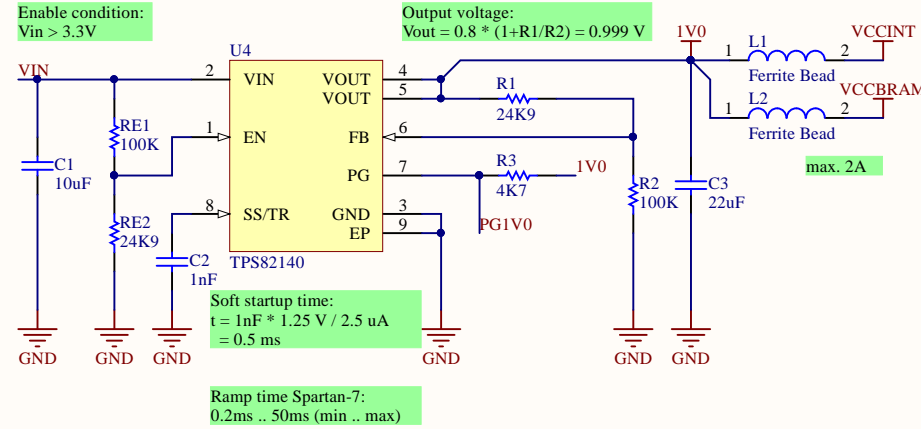 Enable condition:
Vin > 3.3V
Output voltage:
Vout = 0.8 * (1+R1/R2) = 0.999 V
U4
1V0
L1
VCCINT
VIN
2
VIN
VOUT
4
1
2
Ferrite Bead
VOUT
5
R1
24K9
L2
VCCBRAM
1
2
Ferrite Bead
RE1
100K
1
EN
FB
6
C1
10uF
PG
7
R3
4K7
1V0
max. 2A
R2
100K
C3
22uF
8
SS/TR
GND
3
PG1V0
RE2
24K9
EP
9
C2
1nF
TPS82140
Soft startup time:
t = 1nF * 1.25 V / 2.5 uA
= 0.5 ms
GND
GND
GND
GND
GND
GND
Ramp time Spartan-7:
0.2ms .. 50ms (min .. max)